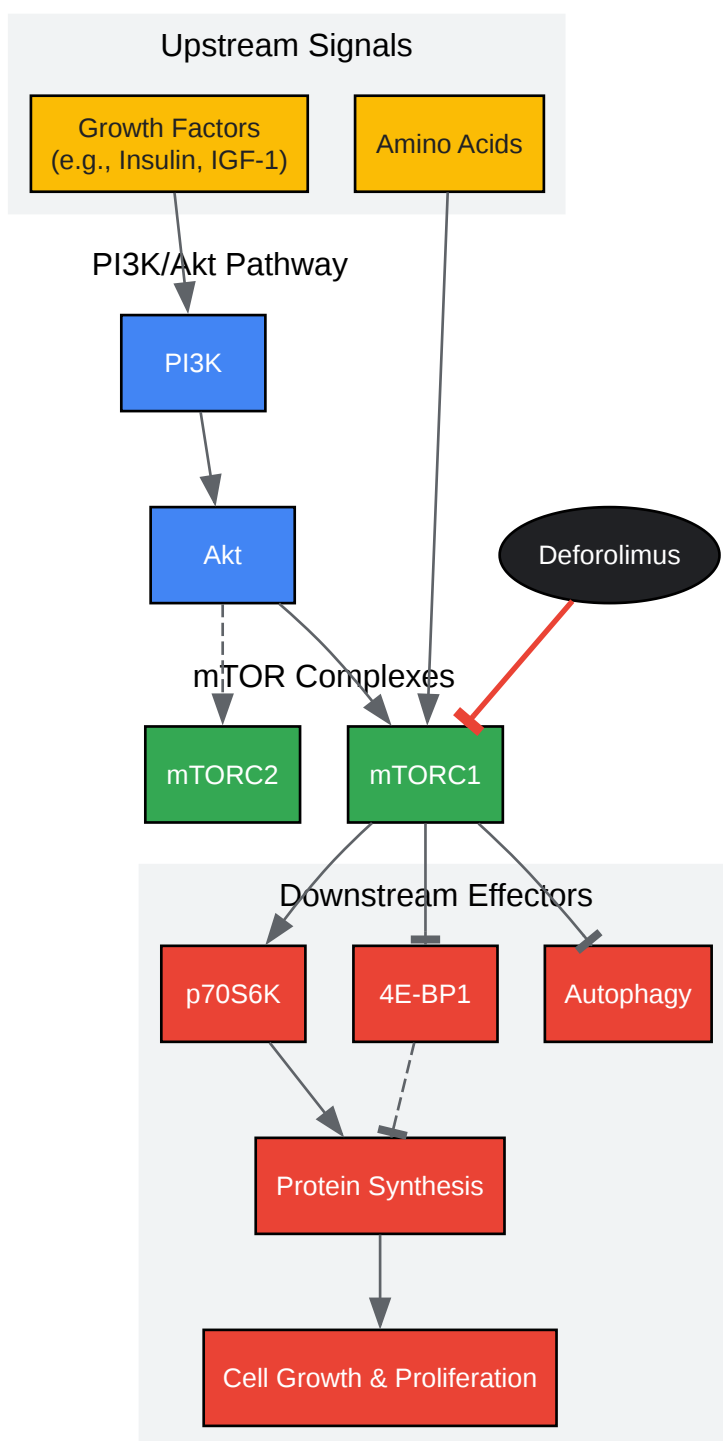 Upstream Signals
Growth Factors
(e.g., Insulin, IGF-1)
Amino Acids
PI3K/Akt Pathway
PI3K
Akt
Deforolimus
mTOR Complexes
mTORC2
mTORC1
Downstream Effectors
p70S6K
4E-BP1
Autophagy
Protein Synthesis
Cell Growth & Proliferation